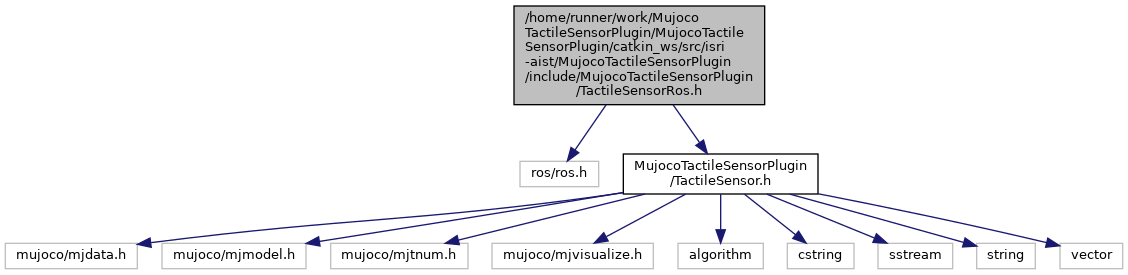 /home/runner/work/Mujoco
TactileSensorPlugin/MujocoTactile
SensorPlugin/catkin_ws/src/isri
-aist/MujocoTactileSensorPlugin
/include/MujocoTactileSensorPlugin
/TactileSensorRos.h
ros/ros.h
MujocoTactileSensorPlugin
/TactileSensor.h
mujoco/mjdata.h
mujoco/mjmodel.h
mujoco/mjtnum.h
mujoco/mjvisualize.h
algorithm
cstring
sstream
string
vector